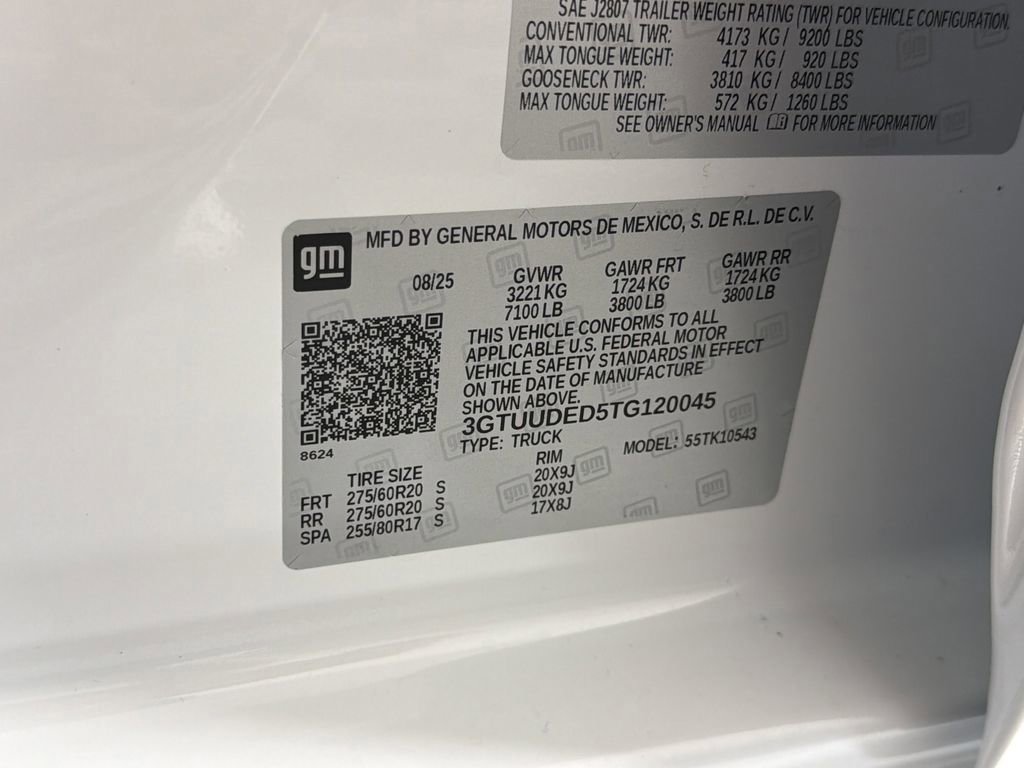 SAE J2807 TRAILER WEIGHT RATING (TWR) FOR VEHICLE CONFIGURATION.
CONVENTIONAL TWR: 4173 KG / 9200 LBS
MAX TONGUE WEIGHT: 417 KG / 920 LBS
GOOSENECK TWR: 3810 KG / 8400 LBS
MAX TONGUE WEIGHT: 572 KG / 1260 LBS
SEE OWNER'S MANUAL FOR MORE INFORMATION
gm
MFD BY GENERAL MOTORS DE MEXICO, S. DE R.L. DE C.V.
08/25 GVWR GAWR FRT GAWR RR
3221 KG 1724 KG 1724 KG
7100 LB 3800 LB 3800 LB
THIS VEHICLE CONFORMS TO ALL
APPLICABLE U.S. FEDERAL MOTOR
VEHICLE SAFETY STANDARDS IN EFFECT
ON THE DATE OF MANUFACTURE
SHOWN ABOVE.
3GTUUDED5TG120045
8624
TYPE: TRUCK MODEL: 55TK10543
TIRE SIZE RIM
FRT 275/60R20 S 20X9J
RR 275/60R20 S 20X9J
SPA 255/80R17 S 17X8J